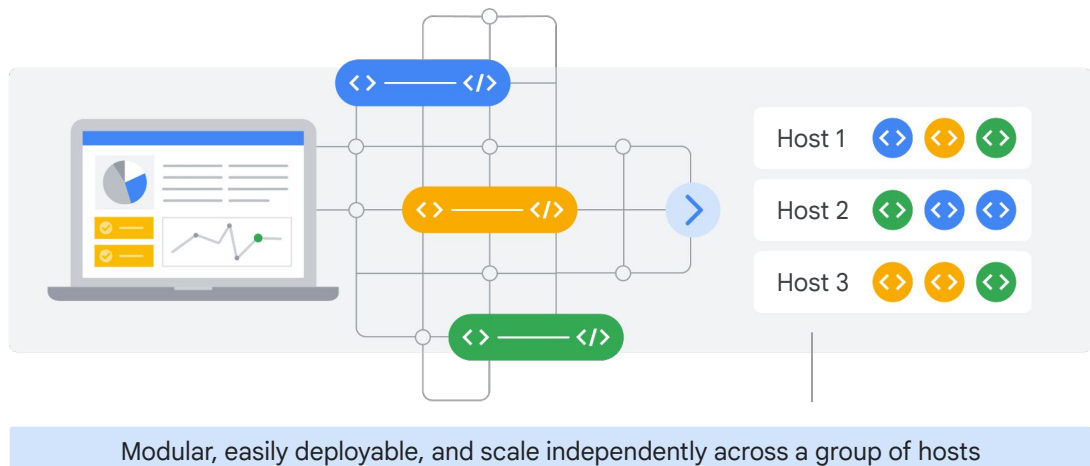 <> </>
Host 1 <> <> <>
<> </>
Host 2 <> <> <>
Host 3 <> <> <>
<> </>
Modular, easily deployable, and scale independently across a group of hosts